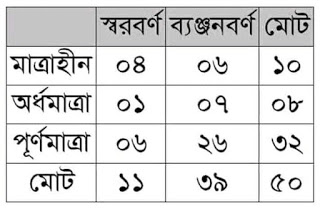 স্বরবর্ণ ব্যঞ্জনবর্ণ মোট
মাত্রাহীন ০৪ ০৬ ১০
অর্ধমাত্রা ০১ ০৭ ০৮
পূর্ণমাত্রা ০৬ ২৬ ৩২
মোট ১১ ৩৯ ৫০